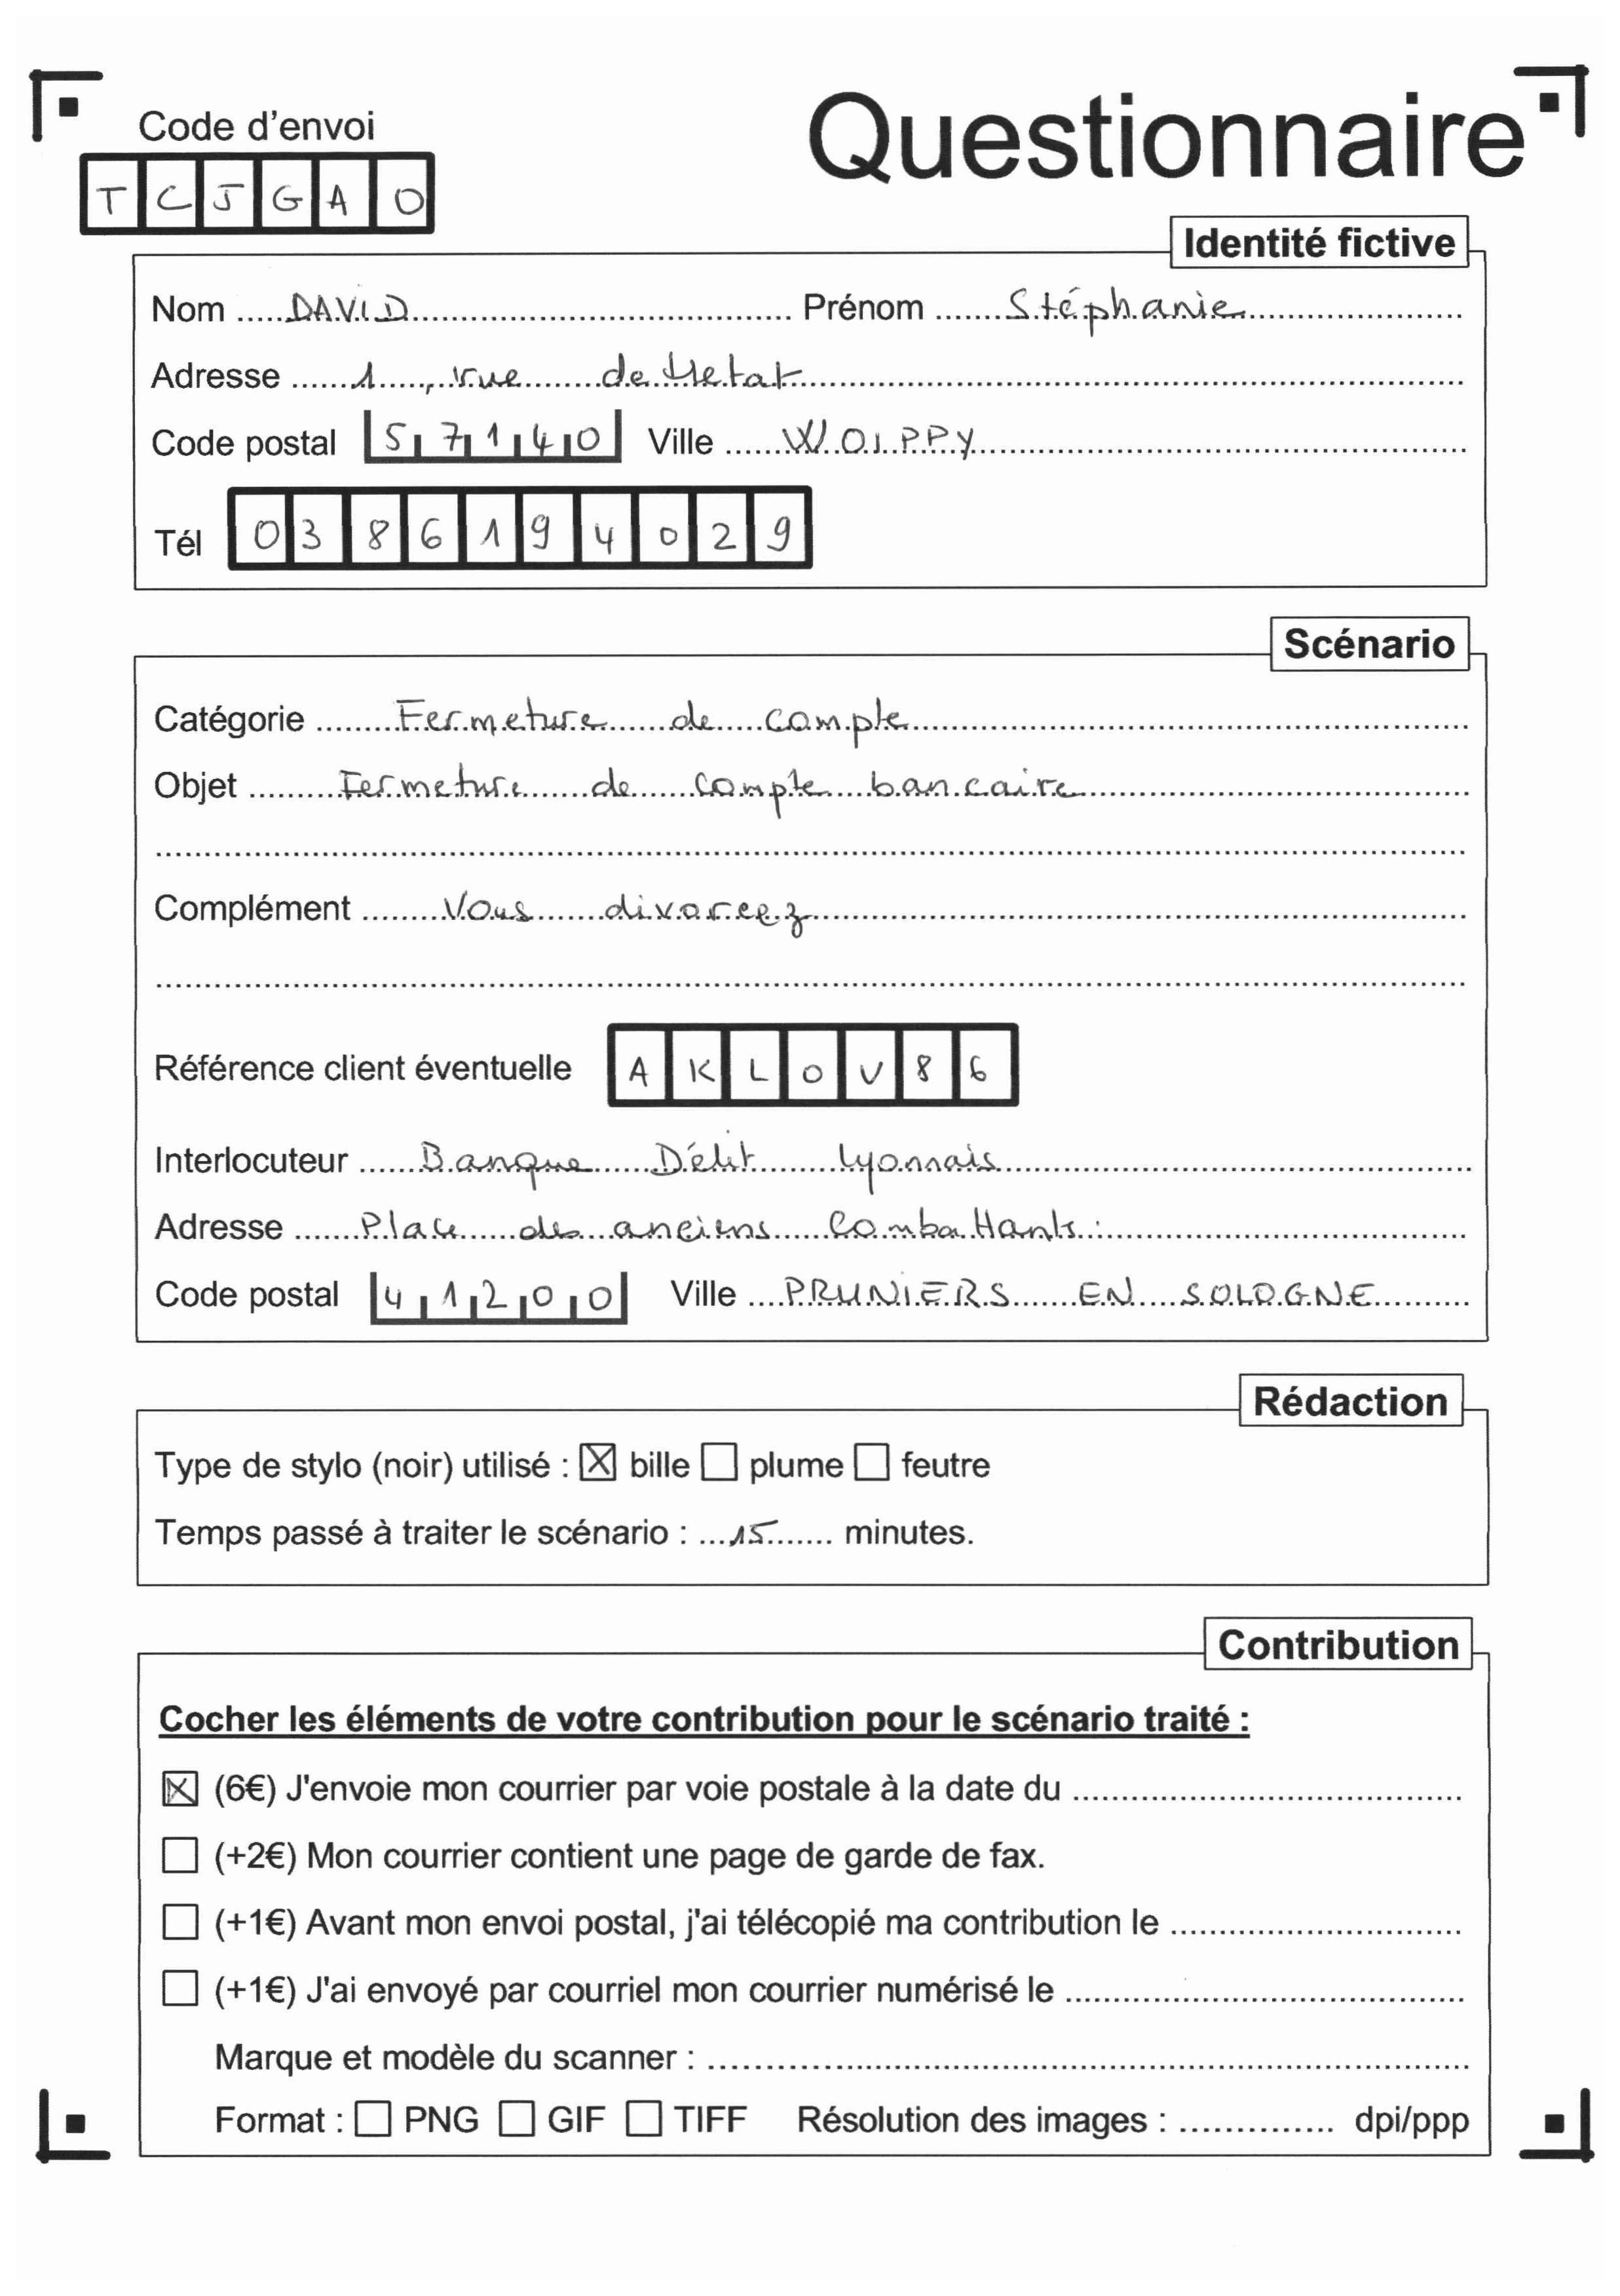 Code d'envoi
Questionnaire
T C J G A O
Identité fictive
Nom DAVID Prénom Stéphanie
Adresse 1, rue de
Code postal 57140 Ville WOIPPY
Tél 0386194029
Scénario
Catégorie Fermeture de compte
Objet Fermeture de compte bancaire
Complément Vous divorcez
Référence client éventuelle A K L O V 8 6
Interlocuteur Banque Délit lyonnais
Adresse Place des anciens Combattants
Code postal 41200 Ville PRUNIERS EN SOLOGNE
Rédaction
Type de stylo (noir) utilisé : ☒ bille ☐ plume ☐ feutre
Temps passé à traiter le scénario : 15 minutes.
Contribution
Cocher les éléments de votre contribution pour le scénario traité :
☒ (6€) J'envoie mon courrier par voie postale à la date du
☐ (+2€) Mon courrier contient une page de garde de fax.
☐ (+1€) Avant mon envoi postal, j'ai télécopié ma contribution le
☐ (+1€) J'ai envoyé par courriel mon courrier numérisé le
Marque et modèle du scanner :
Format : ☐ PNG ☐ GIF ☐ TIFF Résolution des images : dpi/ppp